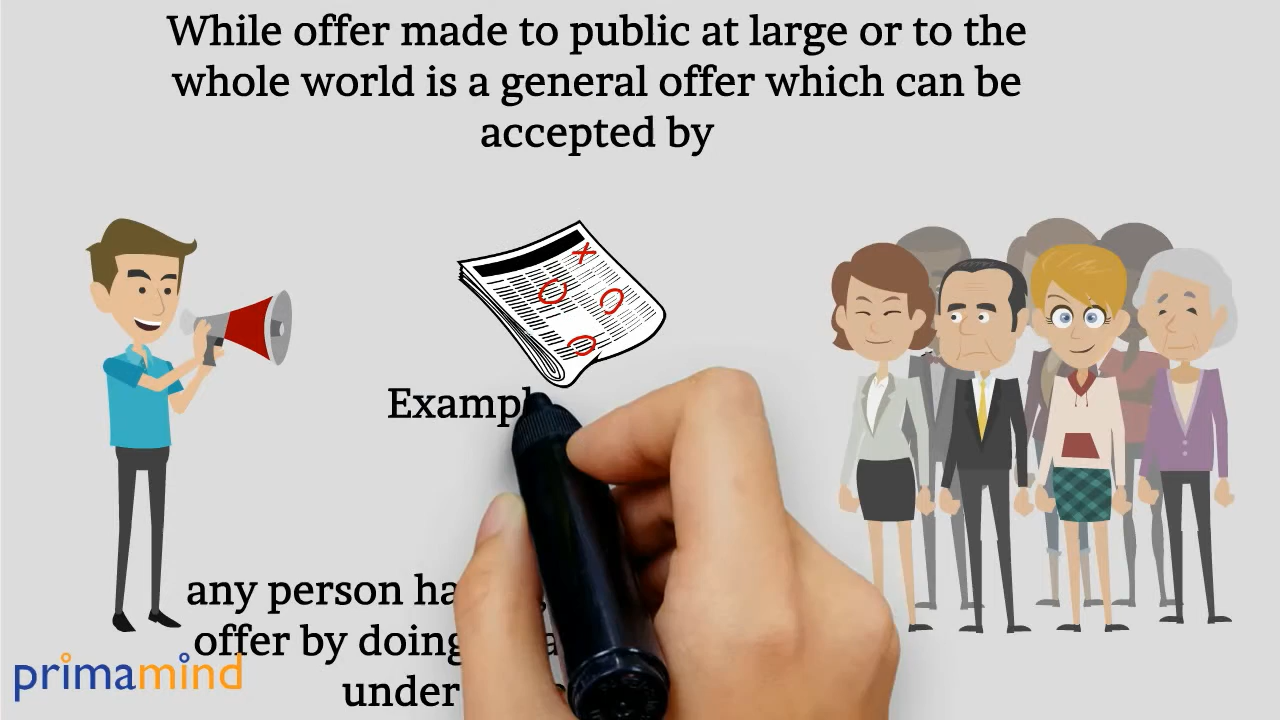 While offer made to public at large or to the
whole world is a general offer which can be
accepted by
Exampl
any person ha
offer by doing
under
primamind